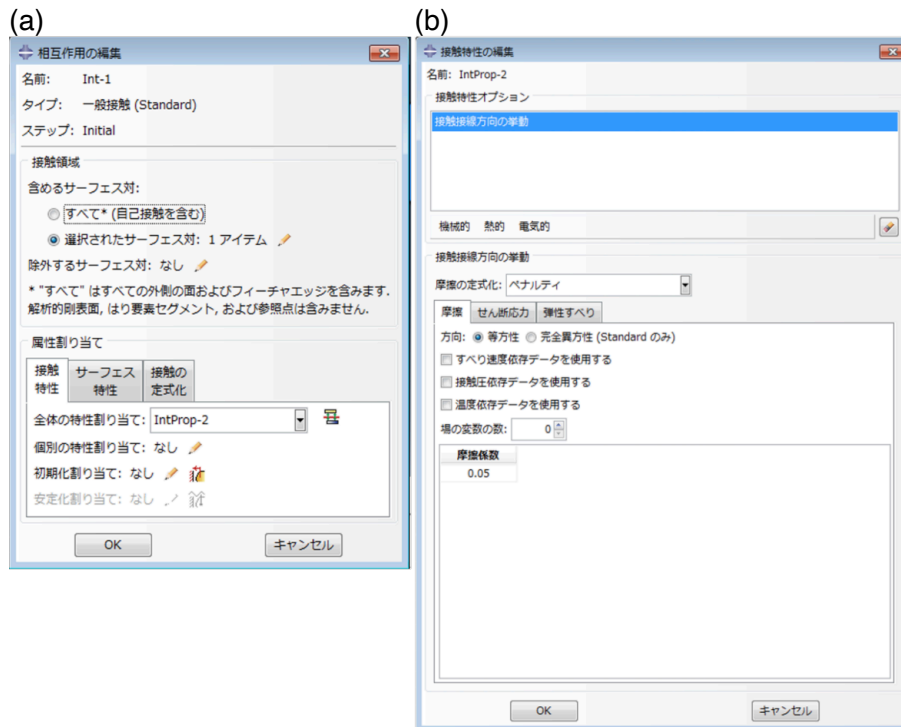 (a)
相互作用の編集
名前: Int-1
タイプ: 一般接触 (Standard)
ステップ: Initial
接触領域
含めるサーフェス対:
すべて* (自己接触を含む)
選択されたサーフェス対: 1 アイテム
除外するサーフェス対: なし
* "すべて" はすべての外側の面およびフィーチャエッジを含みます.
解析的剛表面, はり要素セグメント, および参照点は含みません.
属性割り当て
接触
特性
サーフェス
特性
接触の
定式化
全体の特性割り当て: IntProp-2
個別の特性割り当て: なし
初期化割り当て: なし
安定化割り当て: なし
OK
キャンセル
(b)
接触特性の編集
名前: IntProp-2
接触特性オプション
接触接線方向の挙動
機械的 熱的 電気的
接触接線方向の挙動
摩擦の定式化: ペナルティ
摩擦 せん断応力 弾性すべり
方向: 等方性 完全異方性 (Standard のみ)
すべり速度依存データを使用する
接触圧依存データを使用する
温度依存データを使用する
場の変数の数: 0
摩擦係数
0.05
OK
キャンセル